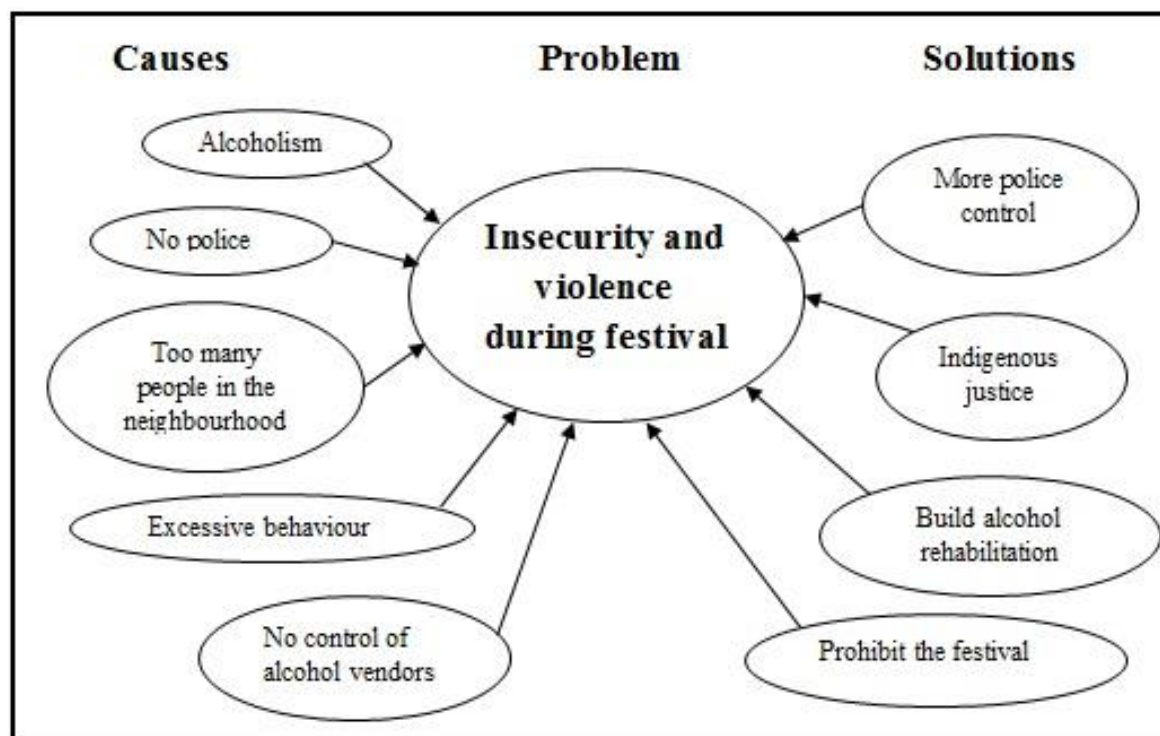 Causes
Problem
Solutions
Alcoholism
No police
Too many
people in the
neighbourhood
Excessive behaviour
No control of
alcohol vendors
Insecurity and
violence
during festival
More police
control
Indigenous
justice
Build alcohol
rehabilitation
Prohibit the festival